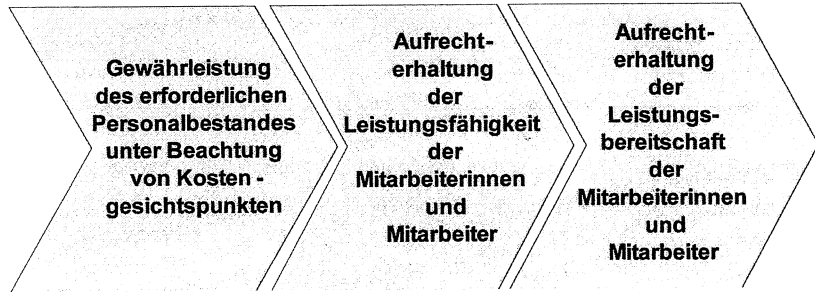 Gewährleistung
des erforderlichen
Personalbestandes
unter Beachtung
von Kosten -
gesichtspunkten
Aufrecht-
erhaltung
der
Leistungsfähigkeit
der
Mitarbeiterinnen
und
Mitarbeiter
Aufrecht-
erhaltung
der
Leistungs-
bereitschaft
der
Mitarbeiterinnen
und
Mitarbeiter